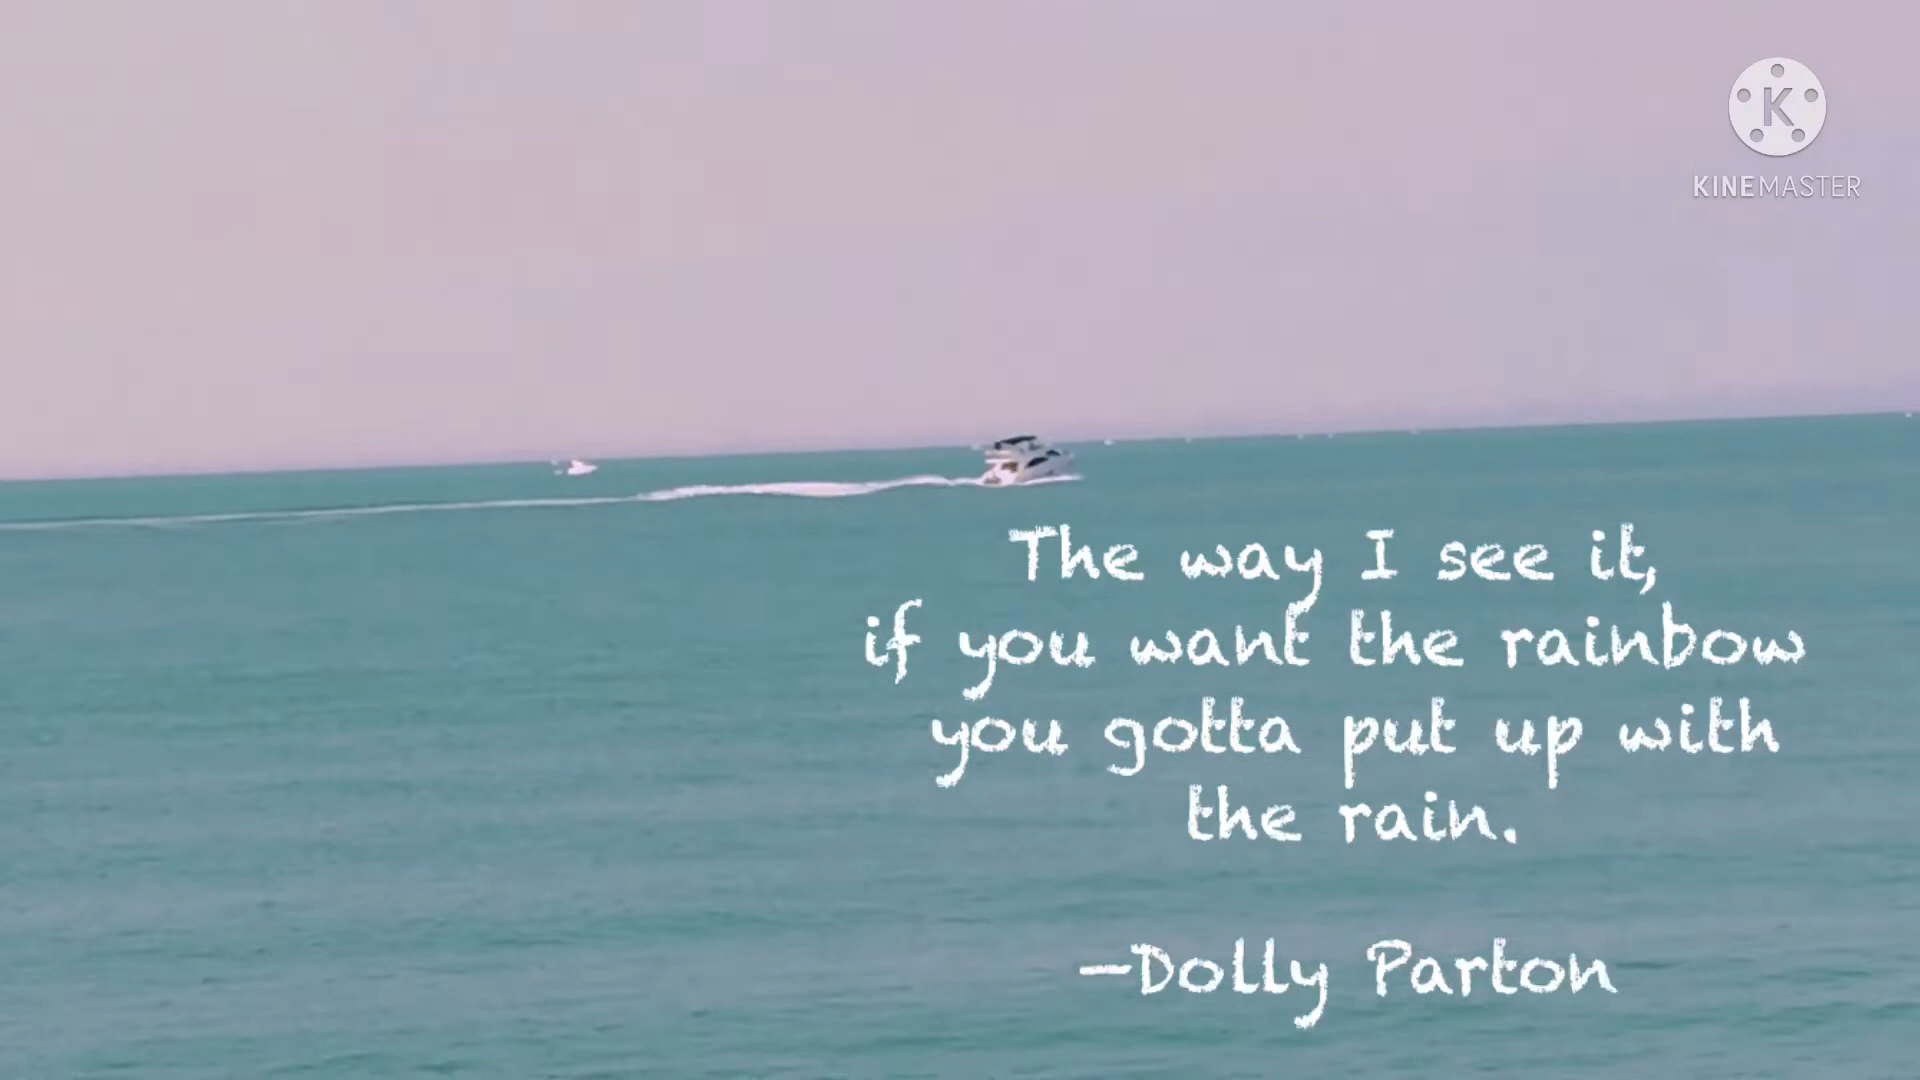 K
KINEMASTER
The way I see it,
if you want the rainbow
you gotta put up with
the rain.
—Dolly Parton